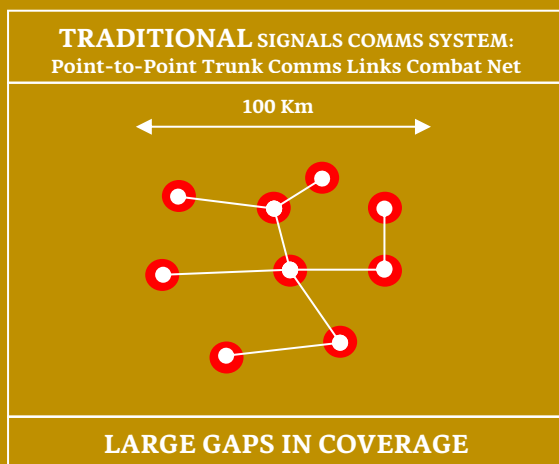 TRADITIONAL SIGNALS COMMS SYSTEM:
Point-to-Point Trunk Comms Links Combat Net
100 Km
LARGE GAPS IN COVERAGE